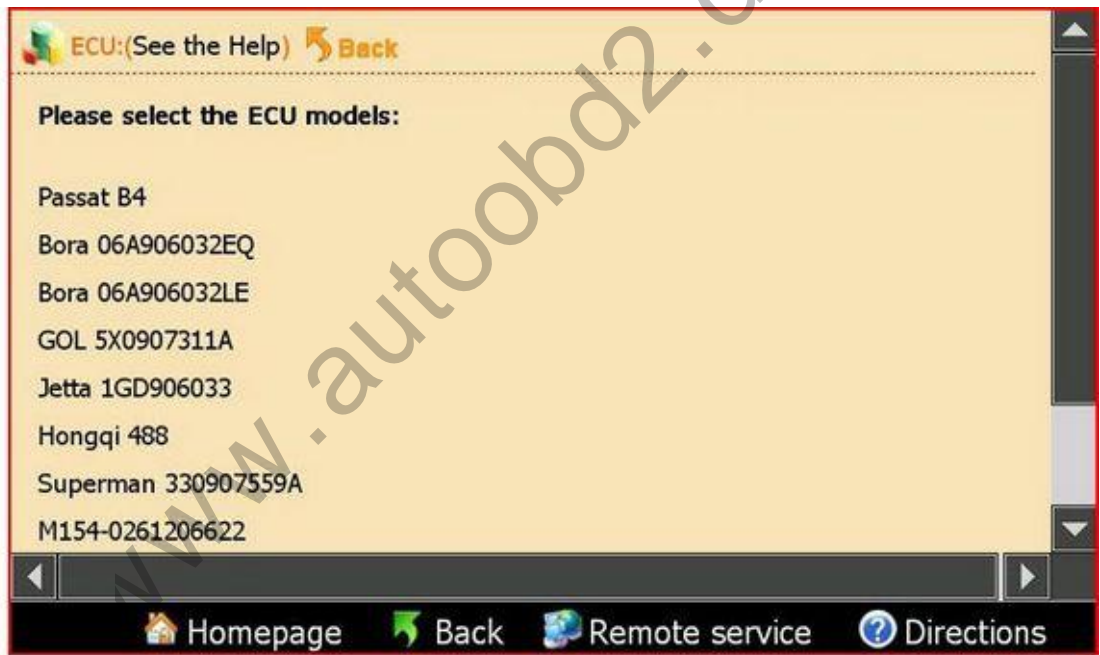 ECU:(See the Help) Back
Please select the ECU models:
Passat B4
Bora 06A906032EQ
Bora 06A906032LE
GOL 5X0907311A
Jetta 1GD906033
Hongqi 488
Superman 330907559A
M154-0261206622
Homepage Back Remote service Directions
www.autoobd2.